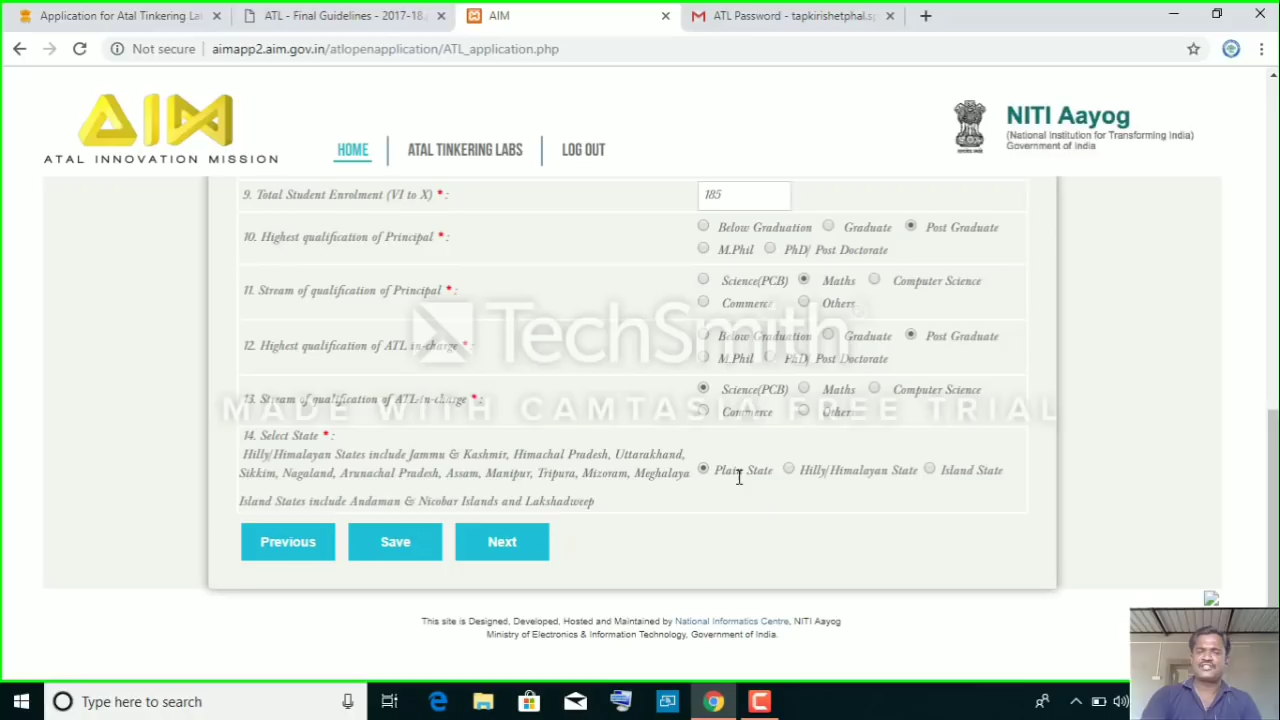 Application for Atal Tinkering La
ATL - Final Guidelines - 2017-18.
AIM
ATL Password - tapkirishetphal.s
Not secure
aimapp2.aim.gov.in/atlopenapplication/ATL_application.php
AIM
ATAL INNOVATION MISSION
HOME
ATAL TINKERING LABS
LOG OUT
NITI Aayog
(National Institution for Transforming India)
Government of India
9. Total Student Enrolment (VI to X) * :
185
10. Highest qualification of Principal * :
Below Graduation Graduate Post Graduate
M.Phil PhD/ Post Doctorate
11. Stream of qualification of Principal * :
Science(PCB) Maths Computer Science
Commerce Others
12. Highest qualification of ATL in-charge * :
Below Graduation Graduate Post Graduate
M.Phil PhD/ Post Doctorate
13. Stream of qualification of ATL in-charge * :
Science(PCB) Maths Computer Science
Commerce Others
TechSmith
MADE WITH CAMTASIA FREE TRIAL
14. Select State * :
Hilly/Himalayan States include Jammu & Kashmir, Himachal Pradesh, Uttarakhand,
Sikkim, Nagaland, Arunachal Pradesh, Assam, Manipur, Tripura, Mizoram, Meghalaya
Island States include Andaman & Nicobar Islands and Lakshadweep
Plain State Hilly/Himalayan State Island State
Previous
Save
Next
This site is Designed, Developed, Hosted and Maintained by National Informatics Centre, NITI Aayog
Ministry of Electronics & Information Technology, Government of India.
Type here to search